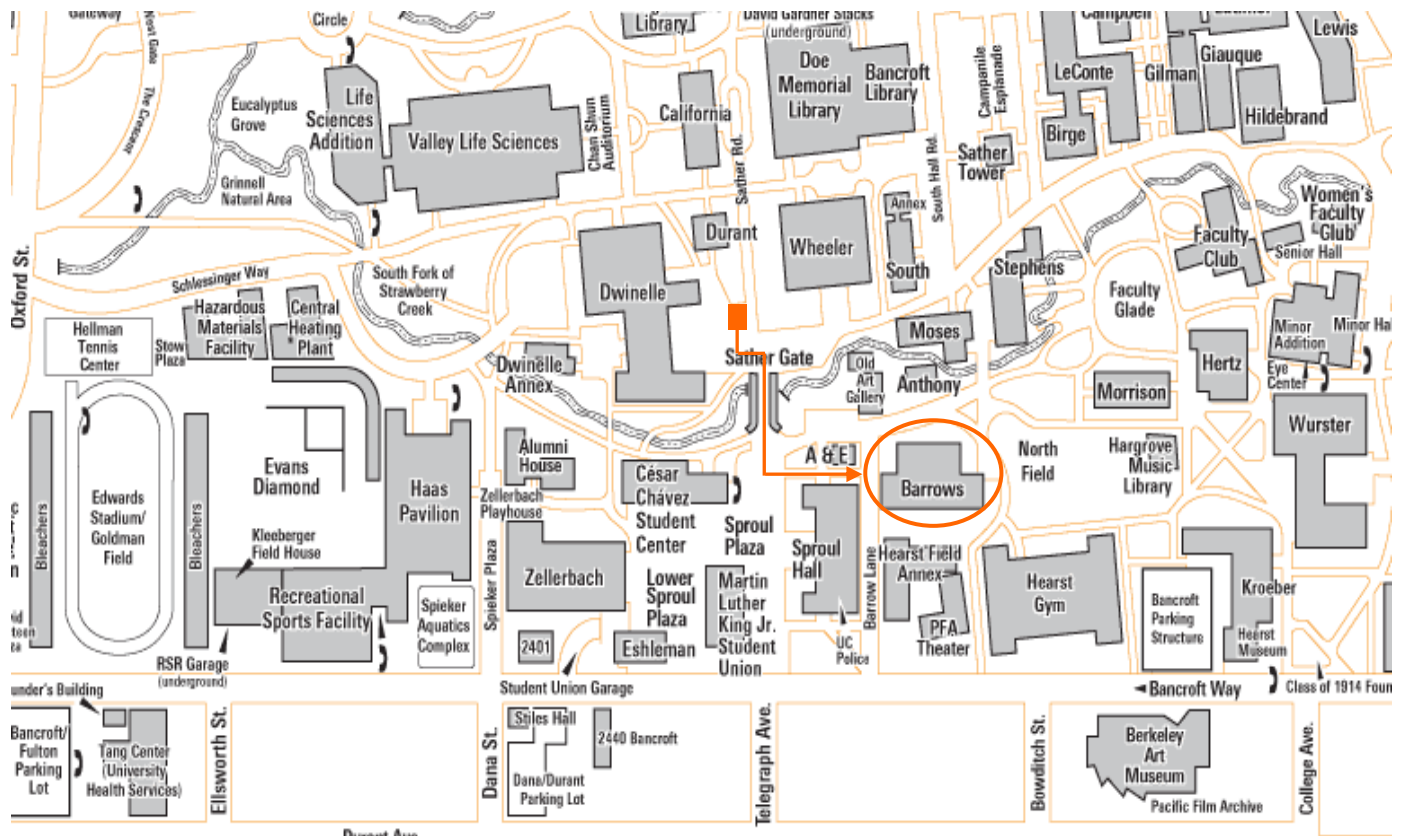 Gateway
West Gate
The Crescent
Circle
Library
David Gardner Stacks
(underground)
Campbell
Lewis
Eucalyptus
Grove
Life
Sciences
Addition
Valley Life Sciences
Chan Shun
Auditorium
California
Sather Rd.
Doe
Memorial
Library
Bancroft
Library
Campanile
Esplanade
LeConte
Gilman
Giauque
Hildebrand
Birge
Sather
Tower
South Hall Rd.
Grinnell
Natural Area
Durant
Wheeler
Annex
South
Stephens
Faculty
Club
Women's
Faculty
Club
Senior Hall
Oxford St.
Schlessinger Way
South Fork of
Strawberry
Creek
Dwinelle
Faculty
Glade
Hazardous
Materials
Facility
Central
Heating
Plant
Hellman
Tennis
Center
Stow
Plaza
Dwinelle
Annex
Sather Gate
Moses
Old
Art
Gallery
Anthony
Morrison
Hertz
Minor
Addition
Minor Hal
Eye
Center
Wurster
Bleachers
Edwards
Stadium/
Goldman
Field
Bleachers
Evans
Diamond
Haas
Pavilion
Alumni
House
Zellerbach
Playhouse
César
Chávez
Student
Center
A & E
Barrows
North
Field
Hargrove
Music
Library
Kleeberger
Field House
Recreational
Sports Facility
Spieker
Aquatics
Complex
Spieker Plaza
Zellerbach
Lower
Sproul
Plaza
Sproul
Plaza
Martin
Luther
King Jr.
Student
Union
Sproul
Hall
Barrow Lane
Hearst Field
Annex
PFA
Theater
Hearst
Gym
Bancroft
Parking
Structure
Kroeber
Hearst
Museum
RSR Garage
(underground)
2401
Eshleman
UC
Police
Student Union Garage
Bancroft Way
Class of 1914 Foun
under's Building
Bancroft/
Fulton
Parking
Lot
Tang Center
(University
Health Services)
Ellsworth St.
Dana St.
Stiles Hall
2440 Bancroft
Dana/Durant
Parking Lot
Telegraph Ave.
Bowditch St.
Berkeley
Art
Museum
Pacific Film Archive
College Ave.